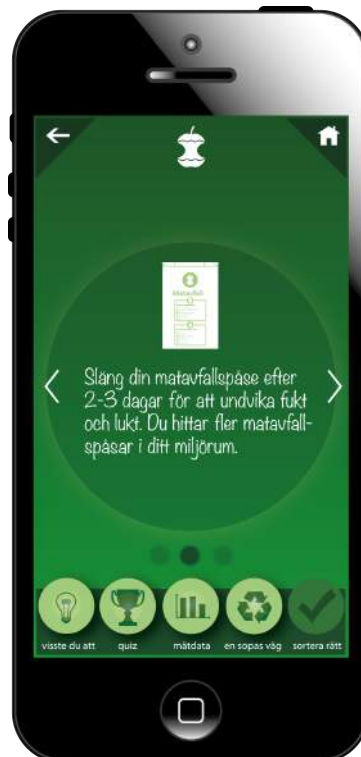 Matavfall
Släng din matavfallspåse efter
2-3 dagar för att undvika fukt
och lukt. Du hittar fler matavfall-
spåsar i ditt miljörum.
visste du att
quiz
mätdata
en sopas väg
sortera rätt